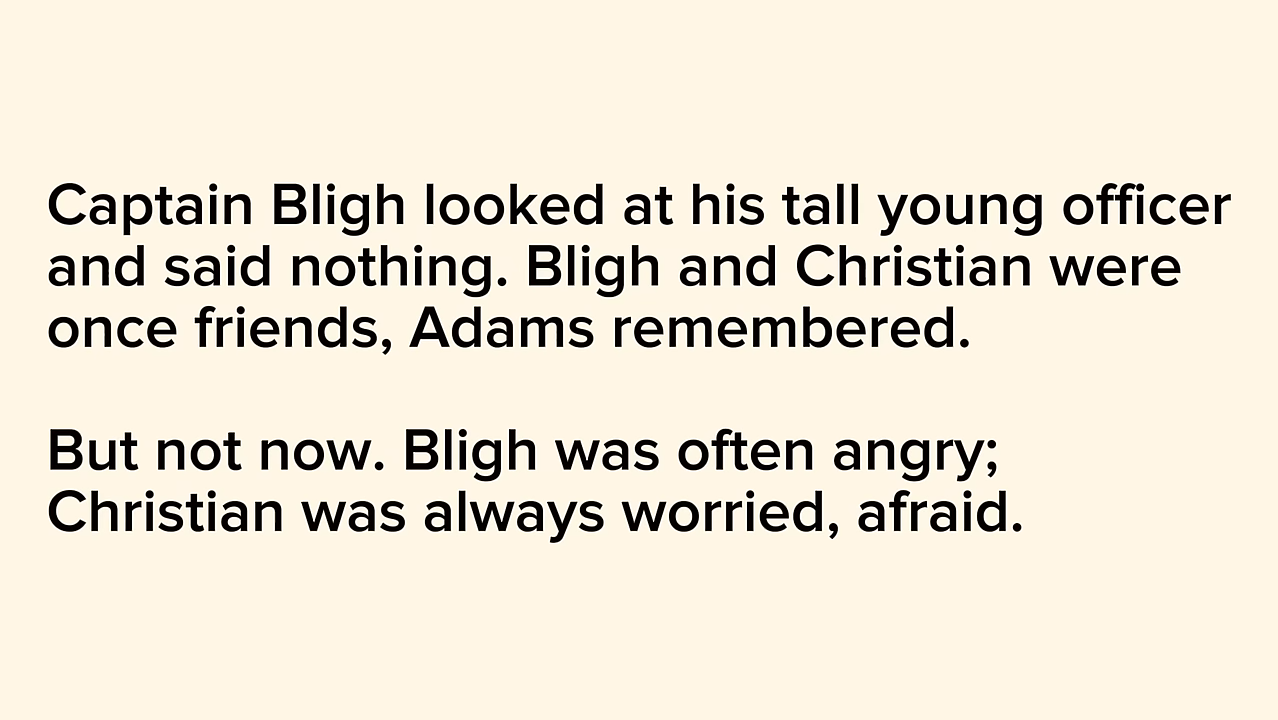 Captain Bligh looked at his tall young officer
and said nothing. Bligh and Christian were
once friends, Adams remembered.
But not now. Bligh was often angry;
Christian was always worried, afraid.